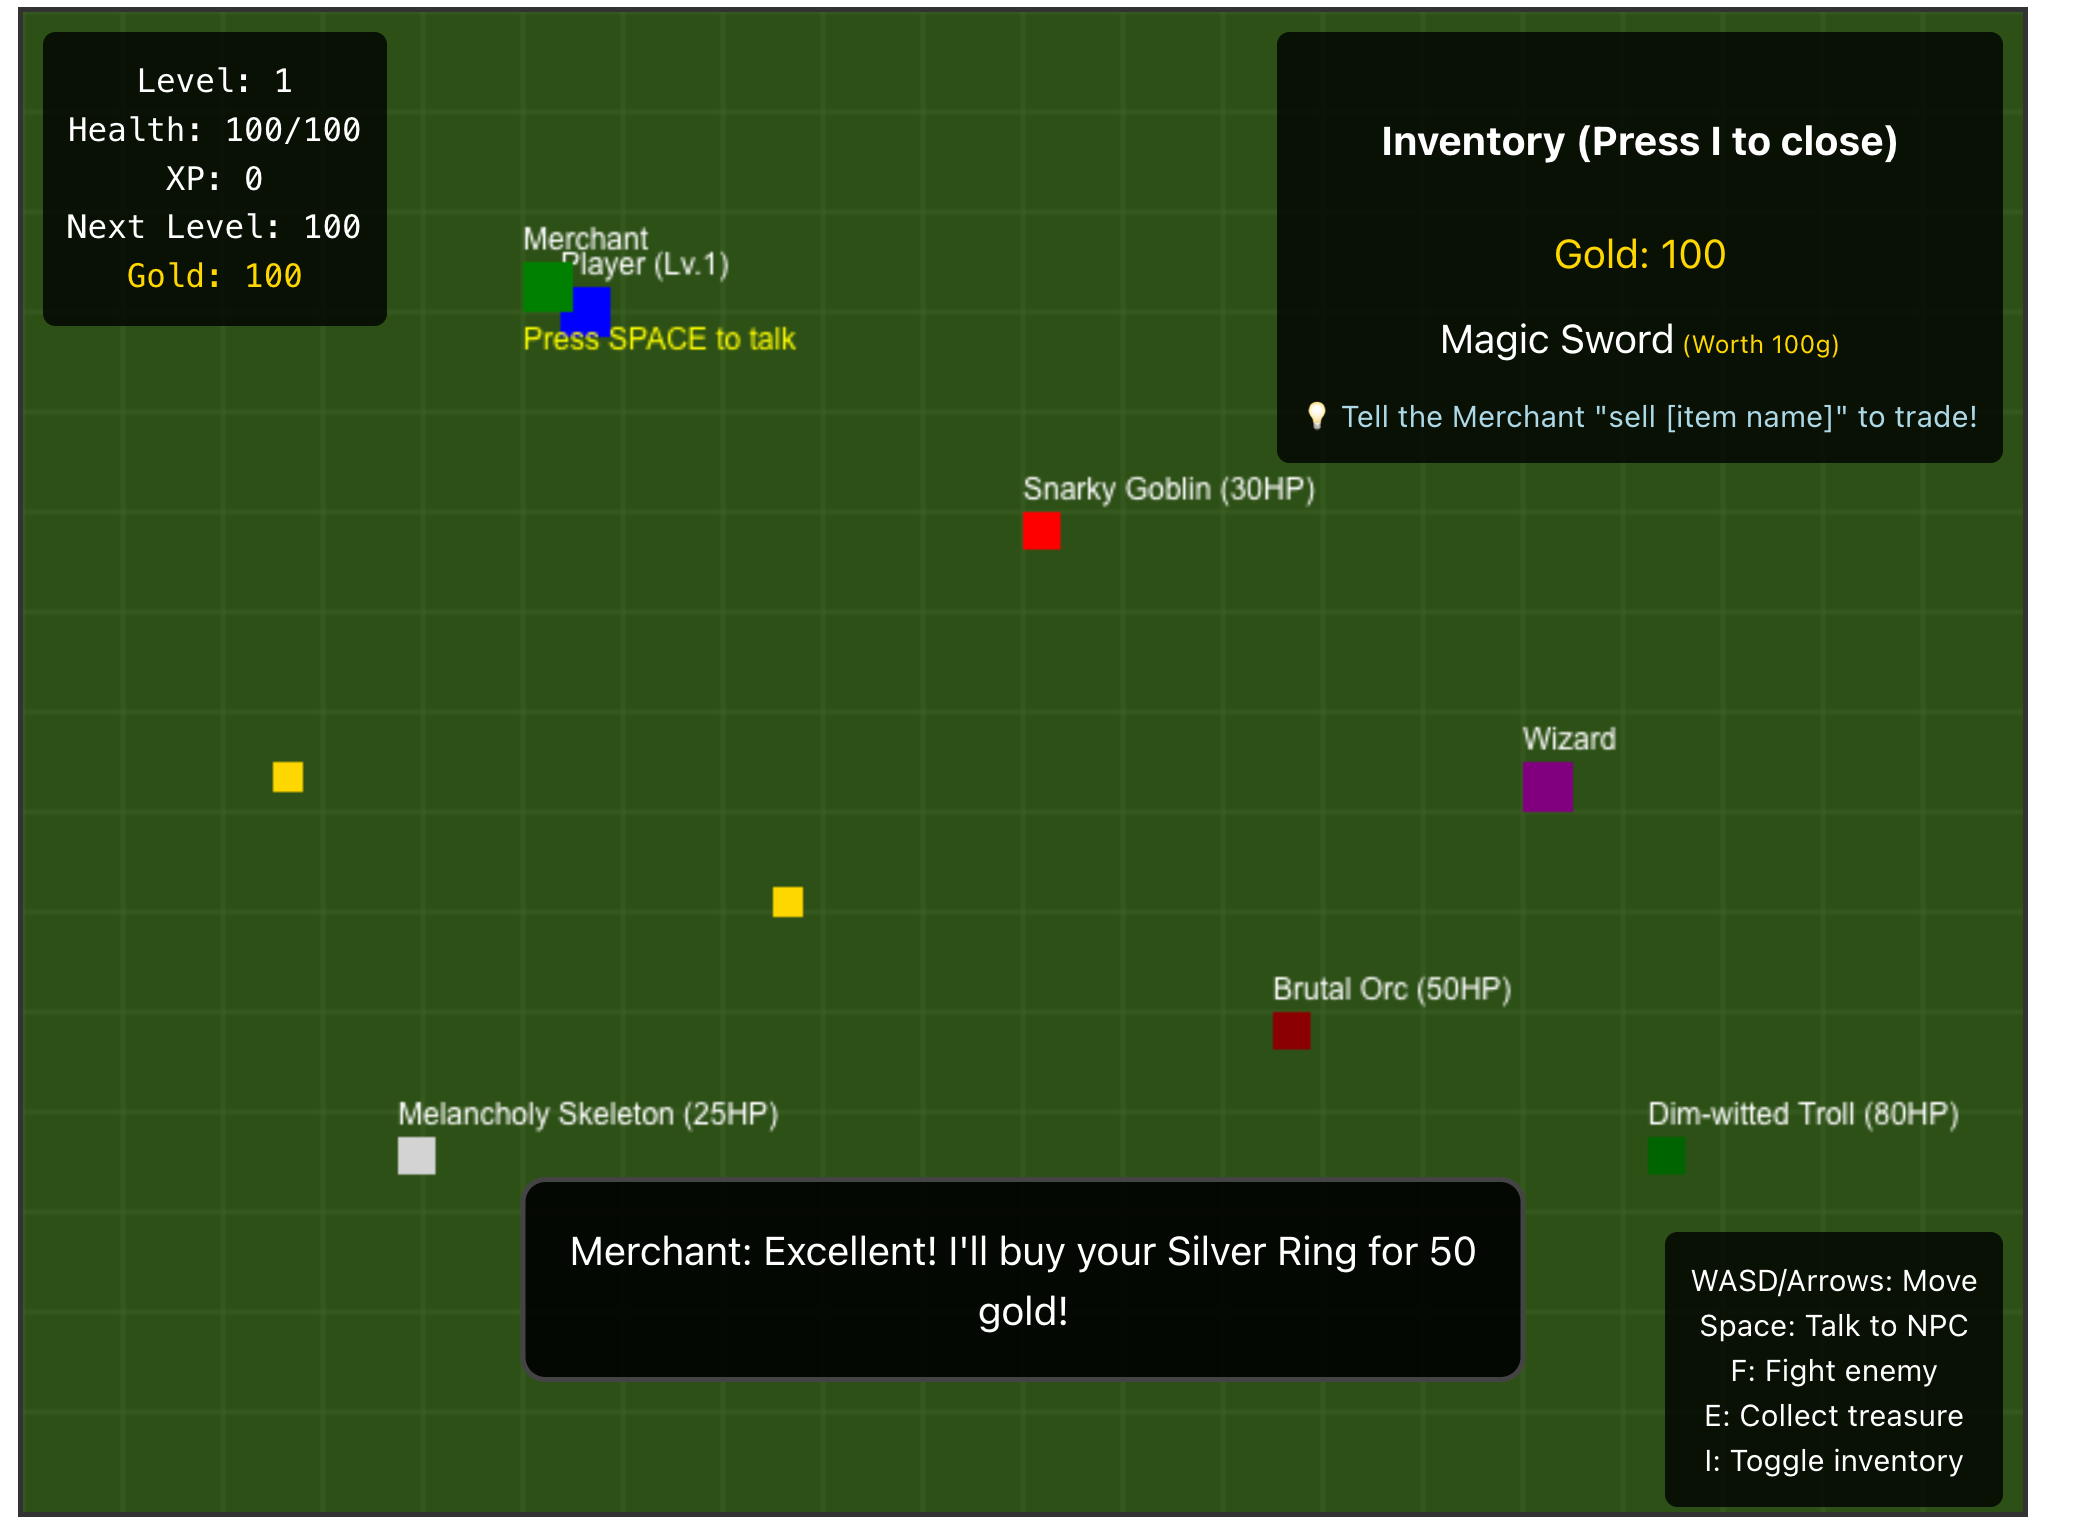 Level: 1
Health: 100/100
XP: 0
Next Level: 100
Gold: 100
Inventory (Press I to close)
Gold: 100
Magic Sword (Worth 100g)
💡 Tell the Merchant "sell [item name]" to trade!
Merchant
Player (Lv.1)
Press SPACE to talk
Snarky Goblin (30HP)
Wizard
Brutal Orc (50HP)
Melancholy Skeleton (25HP)
Dim-witted Troll (80HP)
Merchant: Excellent! I'll buy your Silver Ring for 50
gold!
WASD/Arrows: Move
Space: Talk to NPC
F: Fight enemy
E: Collect treasure
I: Toggle inventory